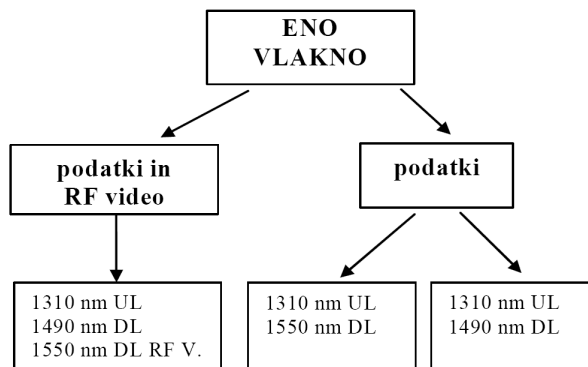 ENO
VLAKNO
podatki in
RF video
podatki
1310 nm UL
1490 nm DL
1550 nm DL RF V.
1310 nm UL
1550 nm DL
1310 nm UL
1490 nm DL